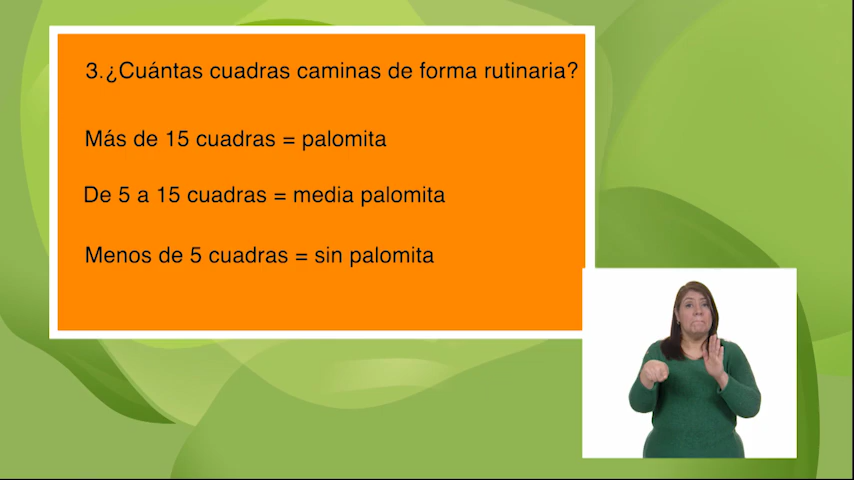 3.¿Cuántas cuadras caminas de forma rutinaria?
Más de 15 cuadras = palomita
De 5 a 15 cuadras = media palomita
Menos de 5 cuadras = sin palomita